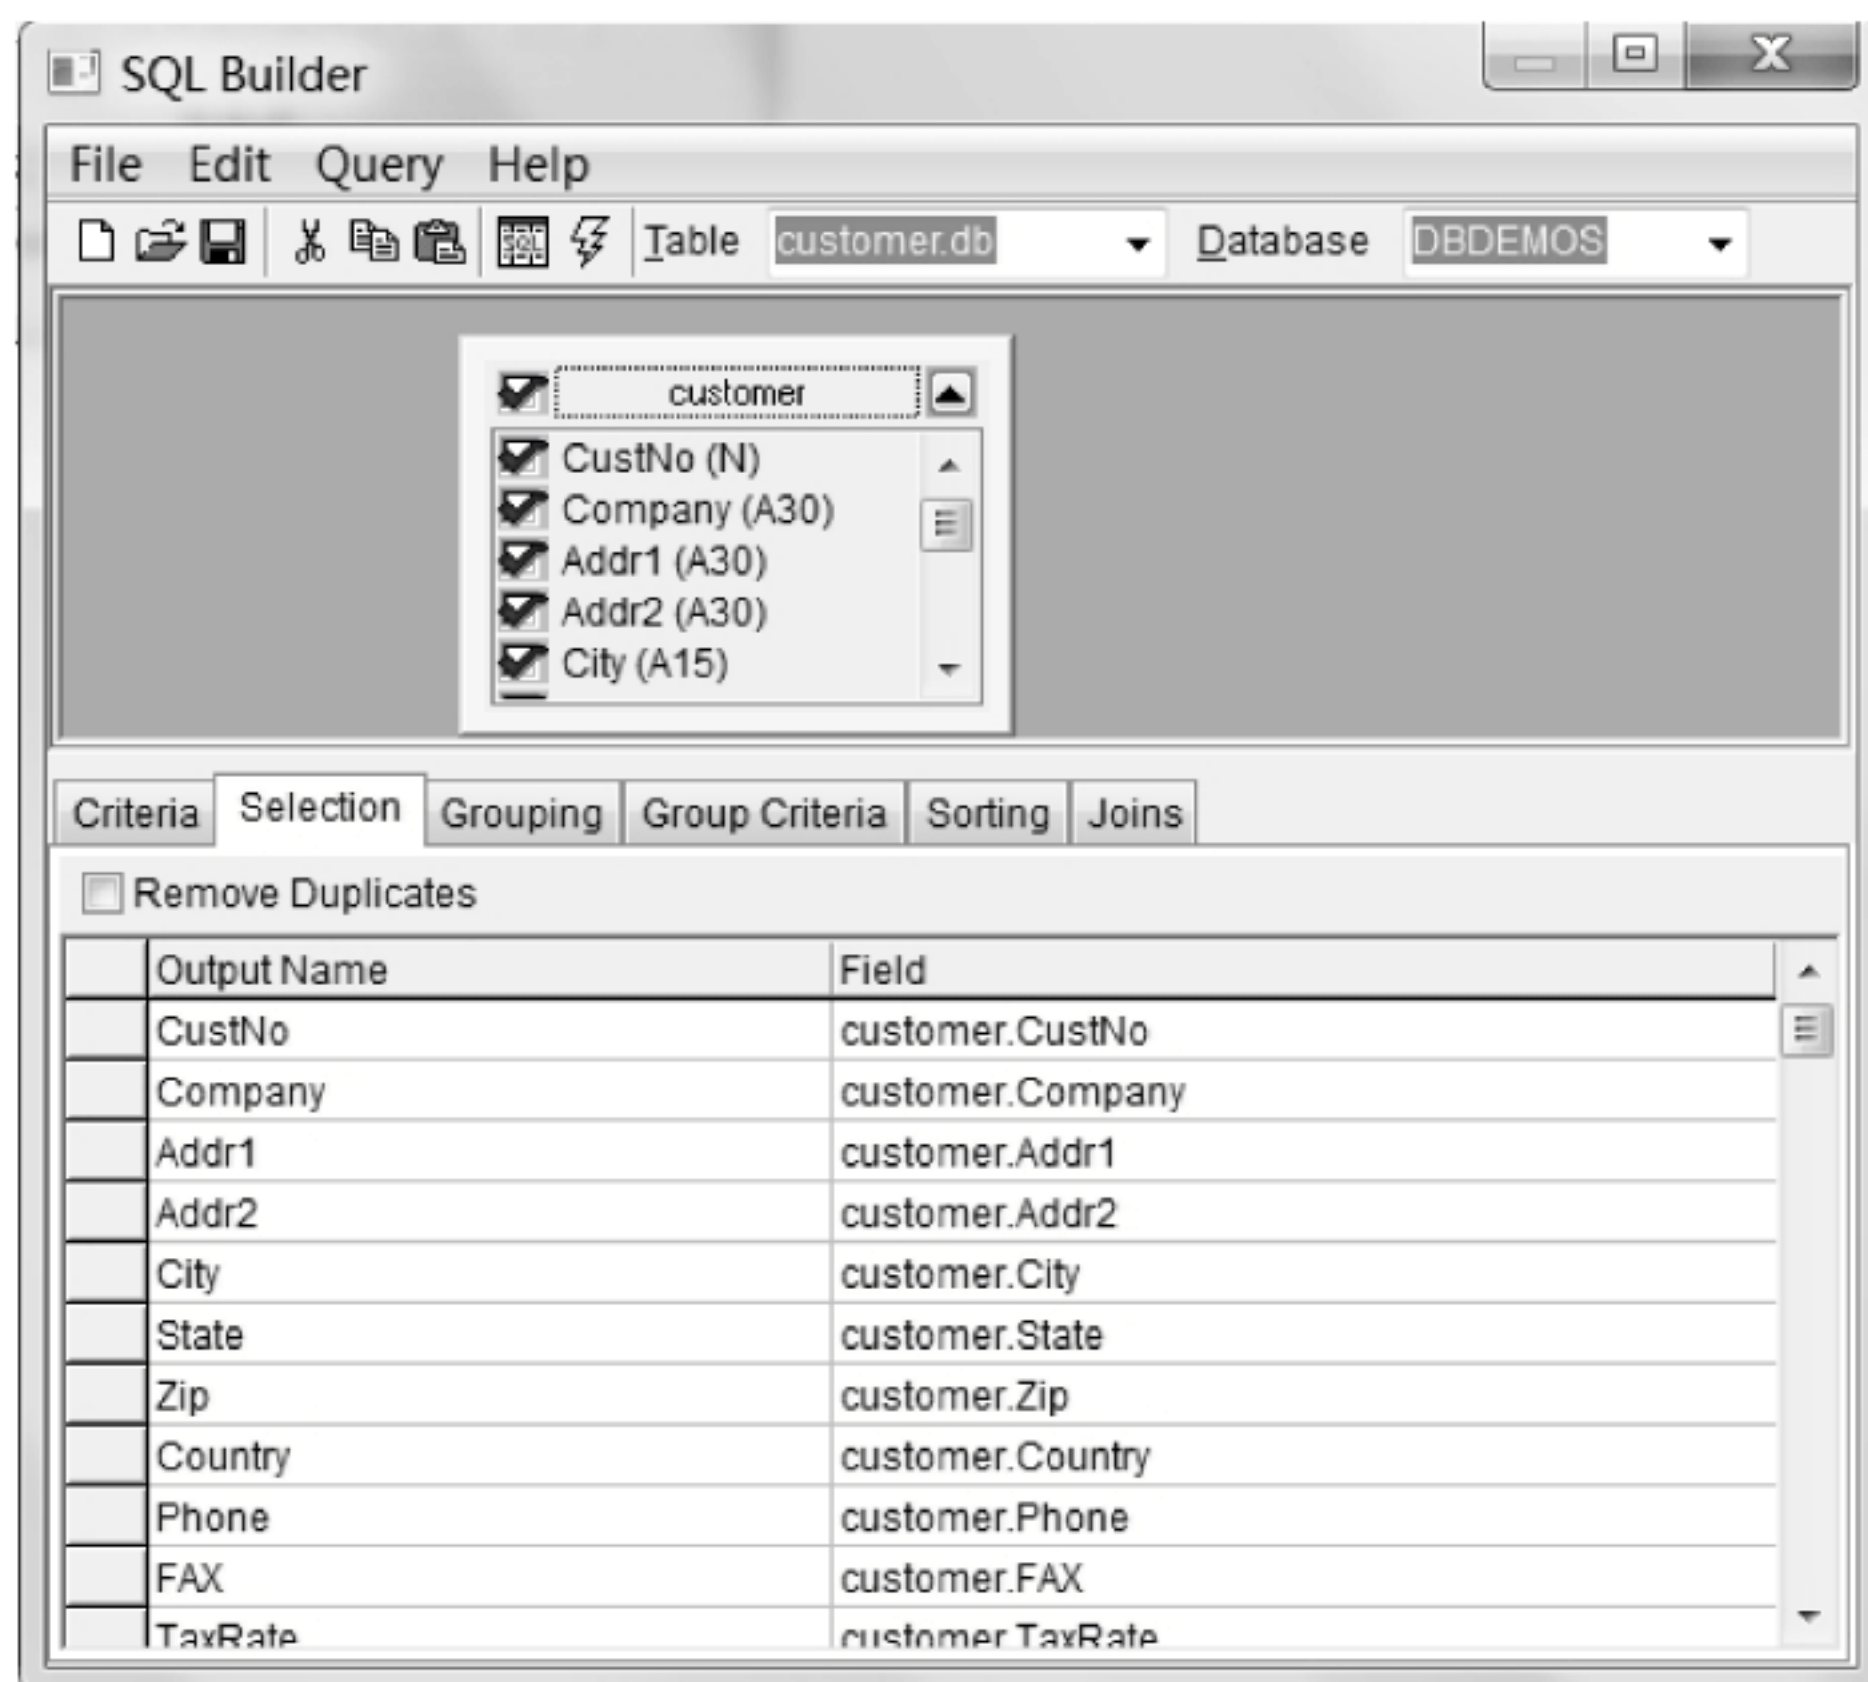 SQL Builder
File Edit Query Help
SQL Table customer.db Database DBDEMOS
customer
CustNo (N)
Company (A30)
Addr1 (A30)
Addr2 (A30)
City (A15)
Criteria Selection Grouping Group Criteria Sorting Joins
Remove Duplicates
Output Name Field
CustNo customer.CustNo
Company customer.Company
Addr1 customer.Addr1
Addr2 customer.Addr2
City customer.City
State customer.State
Zip customer.Zip
Country customer.Country
Phone customer.Phone
FAX customer.FAX
TaxRate customer.TaxRate